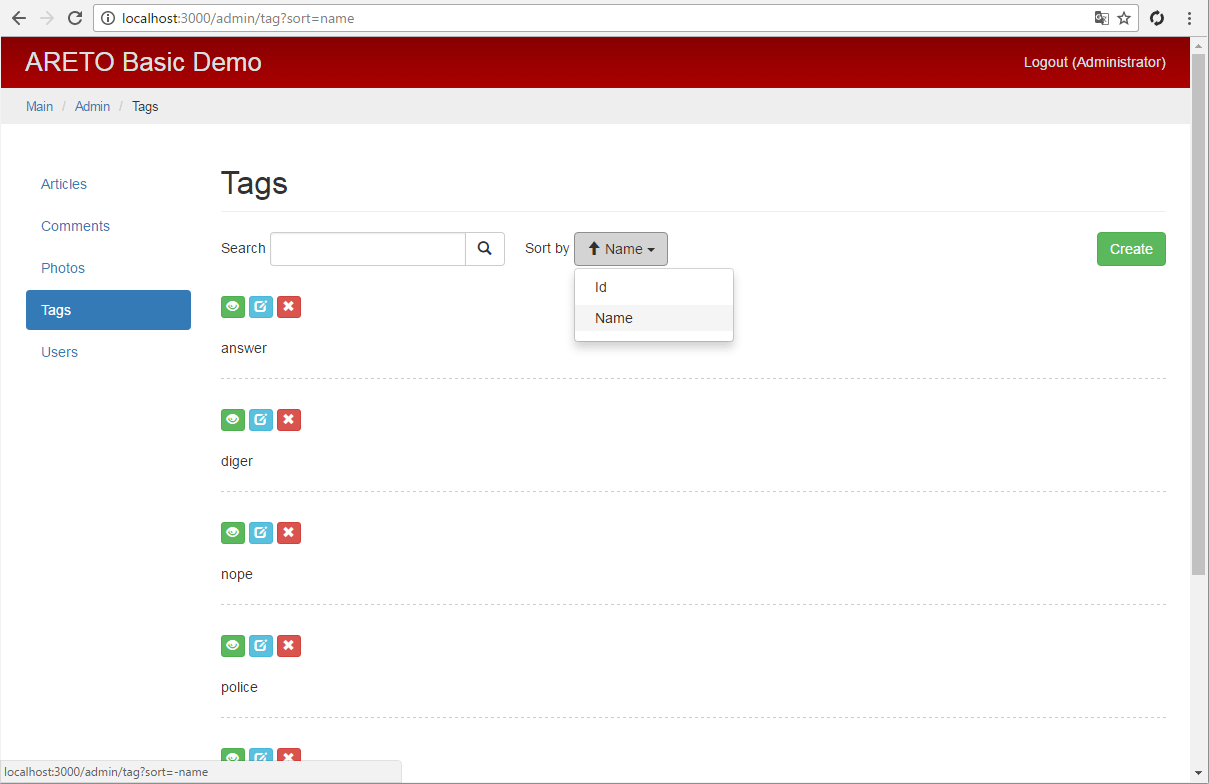 localhost:3000/admin/tag?sort=name
ARETO Basic Demo
Logout (Administrator)
Main / Admin / Tags
Articles
Comments
Photos
Tags
Users
Tags
Search
Sort by
Name
Create
Id
Name
answer
diger
nope
police
localhost:3000/admin/tag?sort=-name